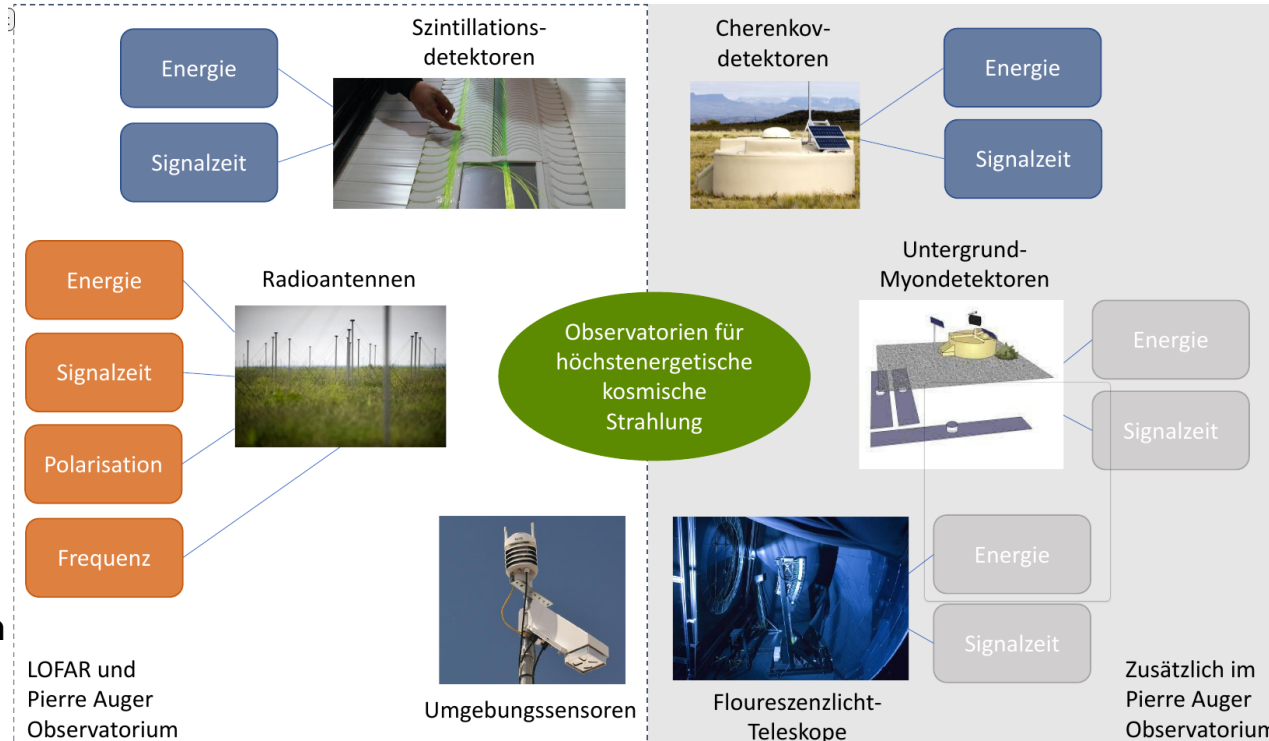 Szintillations-
detektoren
Energie
Signalzeit
Cherenkov-
detektoren
Energie
Signalzeit
Radioantennen
Energie
Signalzeit
Polarisation
Frequenz
Observatorien für
höchstenergetische
kosmische
Strahlung
Untergrund-
Myondetektoren
Energie
Signalzeit
Umgebungssensoren
Energie
Signalzeit
Floureszenzlicht-
Teleskope
LOFAR und
Pierre Auger
Observatorium
Zusätzlich im
Pierre Auger
Observatorium